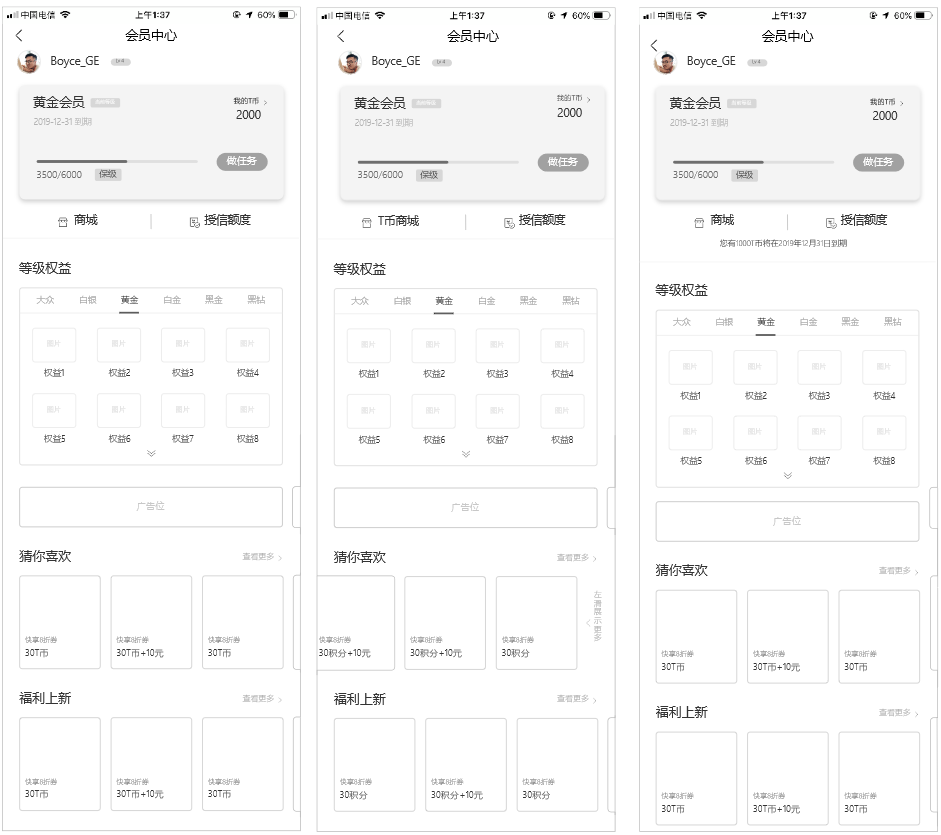 中国电信
上午1:37
60%
会员中心
Boyce_GE
Lv4
黄金会员
我的T币
2000
2019-12-31 到期
做任务
3500/6000
保级
商城
授信额度
等级权益
大众
白银
黄金
白金
黑金
黑钻
图片
图片
图片
图片
权益1
权益2
权益3
权益4
图片
图片
图片
图片
权益5
权益6
权益7
权益8
广告位
猜你喜欢
查看更多
快享8折券
30T币
快享8折券
30T币+10元
快享8折券
30T币
福利上新
查看更多
快享8折券
30T币
快享8折券
30T币+10元
快享8折券
30T币
中国电信
上午1:37
60%
会员中心
Boyce_GE
Lv4
黄金会员
我的T币
2000
2019-12-31 到期
做任务
3500/6000
保级
T币商城
授信额度
等级权益
大众
白银
黄金
白金
黑金
黑钻
图片
图片
图片
图片
权益1
权益2
权益3
权益4
图片
图片
图片
图片
权益5
权益6
权益7
权益8
广告位
猜你喜欢
查看更多
快享8折券
30积分+10元
快享8折券
30积分+10元
快享8折券
30积分
左滑展示更多
福利上新
查看更多
快享8折券
30积分
快享8折券
30积分+10元
快享8折券
30积分
中国电信
上午1:37
60%
会员中心
Boyce_GE
Lv4
黄金会员
我的T币
2000
2019-12-31 到期
做任务
3500/6000
保级
商城
授信额度
您有1000T币将在2019年12月31日到期
等级权益
大众
白银
黄金
白金
黑金
黑钻
图片
图片
图片
图片
权益1
权益2
权益3
权益4
图片
图片
图片
图片
权益5
权益6
权益7
权益8
广告位
猜你喜欢
查看更多
快享8折券
30T币
快享8折券
30T币+10元
快享8折券
30T币
福利上新
查看更多
快享8折券
30T币
快享8折券
30T币+10元
快享8折券
30T币